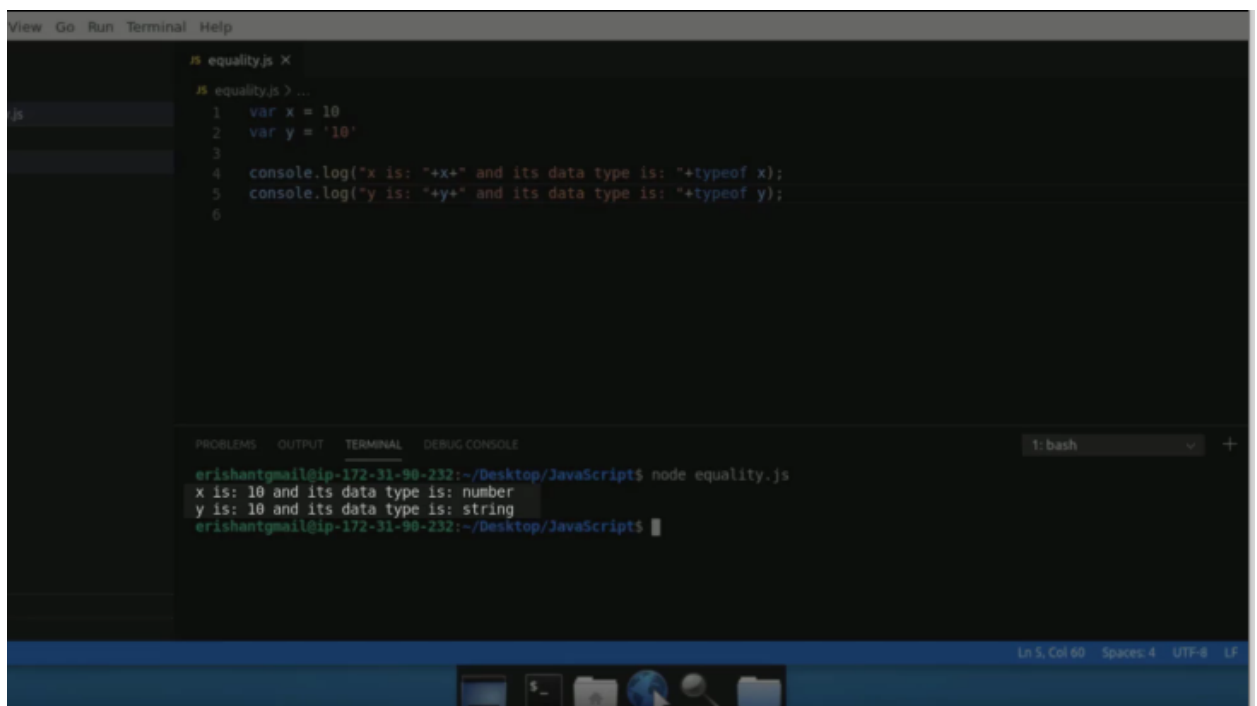 View Go Run Terminal Help
JS equality.js ×
JS equality.js > ...
.js
1 var x = 10
2 var y = '10'
3
4 console.log("x is: "+x+" and its data type is: "+typeof x);
5 console.log("y is: "+y+" and its data type is: "+typeof y);
6
PROBLEMS OUTPUT TERMINAL DEBUG CONSOLE 1: bash
erishantgmail@ip-172-31-90-232:~/Desktop/JavaScript$ node equality.js
x is: 10 and its data type is: number
y is: 10 and its data type is: string
erishantgmail@ip-172-31-90-232:~/Desktop/JavaScript$
Ln 5, Col 60 Spaces: 4 UTF-8 LF
$_